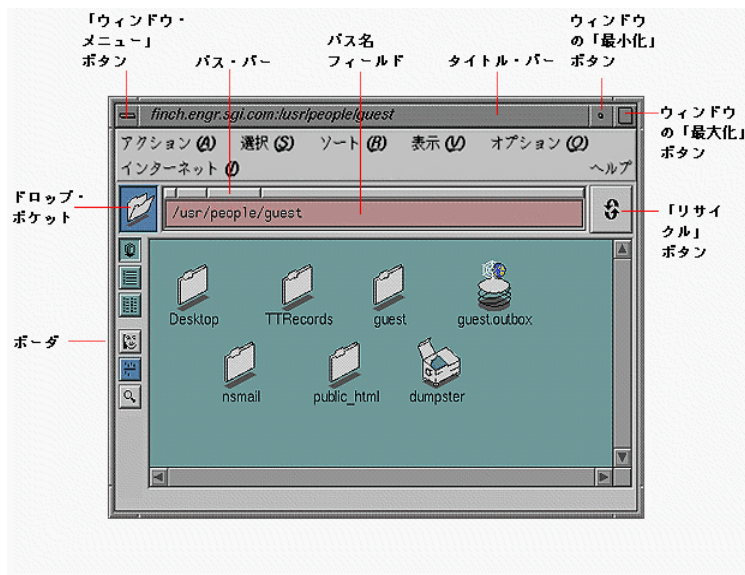 「ウィンドウ・
メニュー」
ボタン
パス・バー
パス名
フィールド
タイトル・バー
ウィンドウ
の「最小化」
ボタン
finch.engr.sgi.com:/usr/people/guest
ウィンドウ
の「最大化」
ボタン
アクション(A) 選択(S) ソート(R) 表示(V) オプション(O)
インターネット(I) ヘルプ
ドロップ・
ポケット
/usr/people/guest
「リサイ
クル」
ボタン
Desktop TTRecords guest guest.outbox
ボーダ
nsmail public_html dumpster